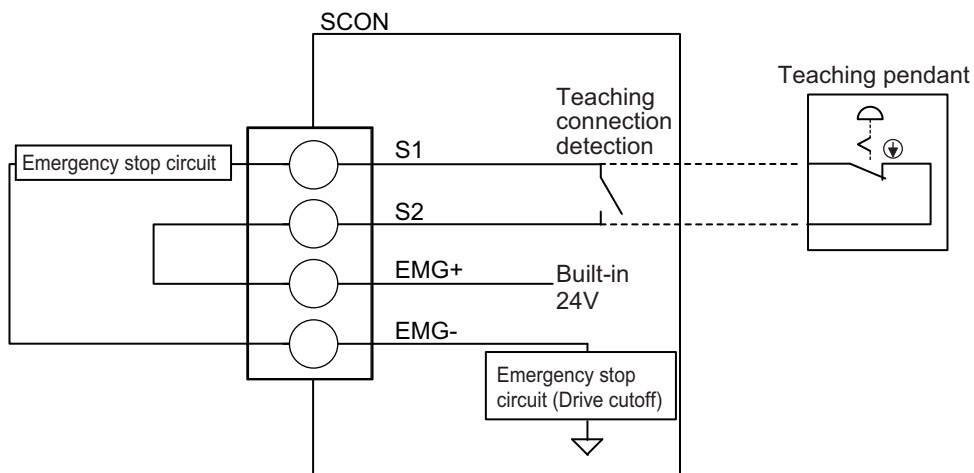 SCON
Teaching pendant
Teaching
connection
detection
Emergency stop circuit
S1
S2
EMG+
Built-in
24V
EMG-
Emergency stop
circuit (Drive cutoff)